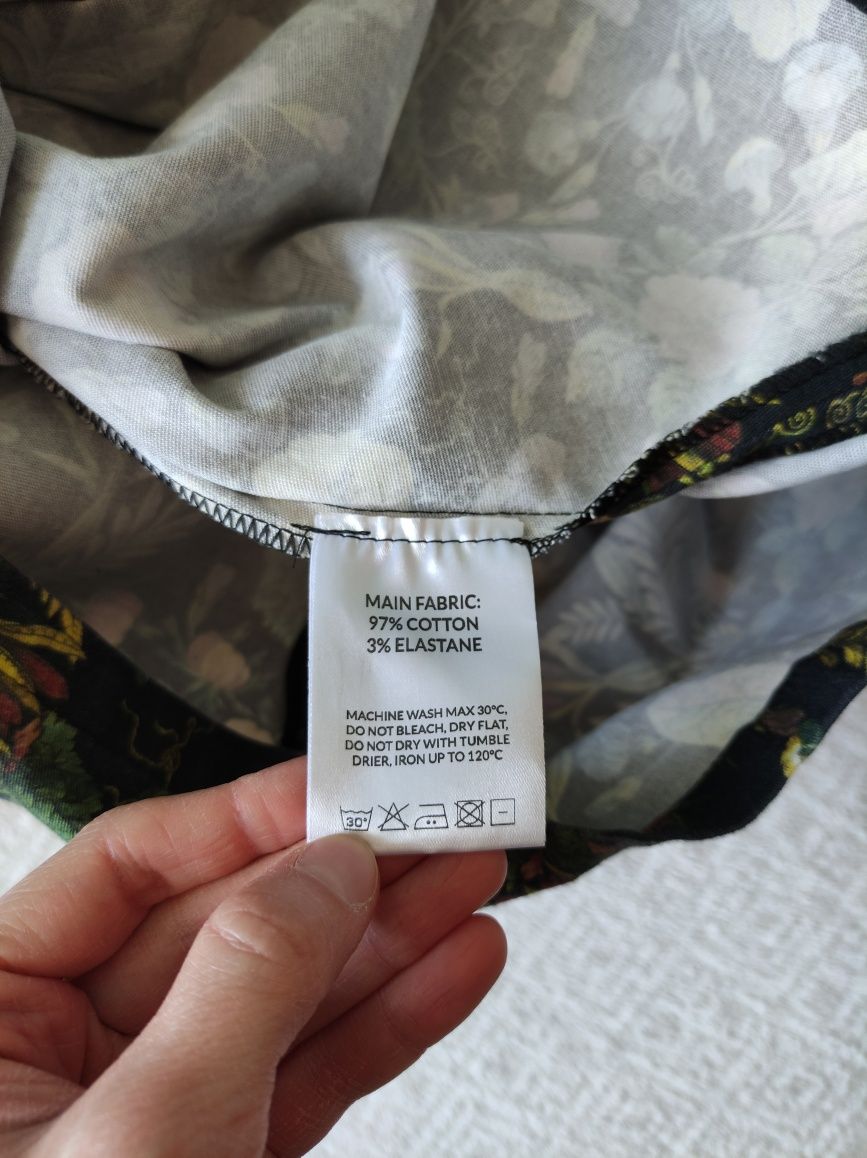 MAIN FABRIC:
97% COTTON
3% ELASTANE
MACHINE WASH MAX 30°C,
DO NOT BLEACH, DRY FLAT,
DO NOT DRY WITH TUMBLE
DRIER, IRON UP TO 120°C
30°